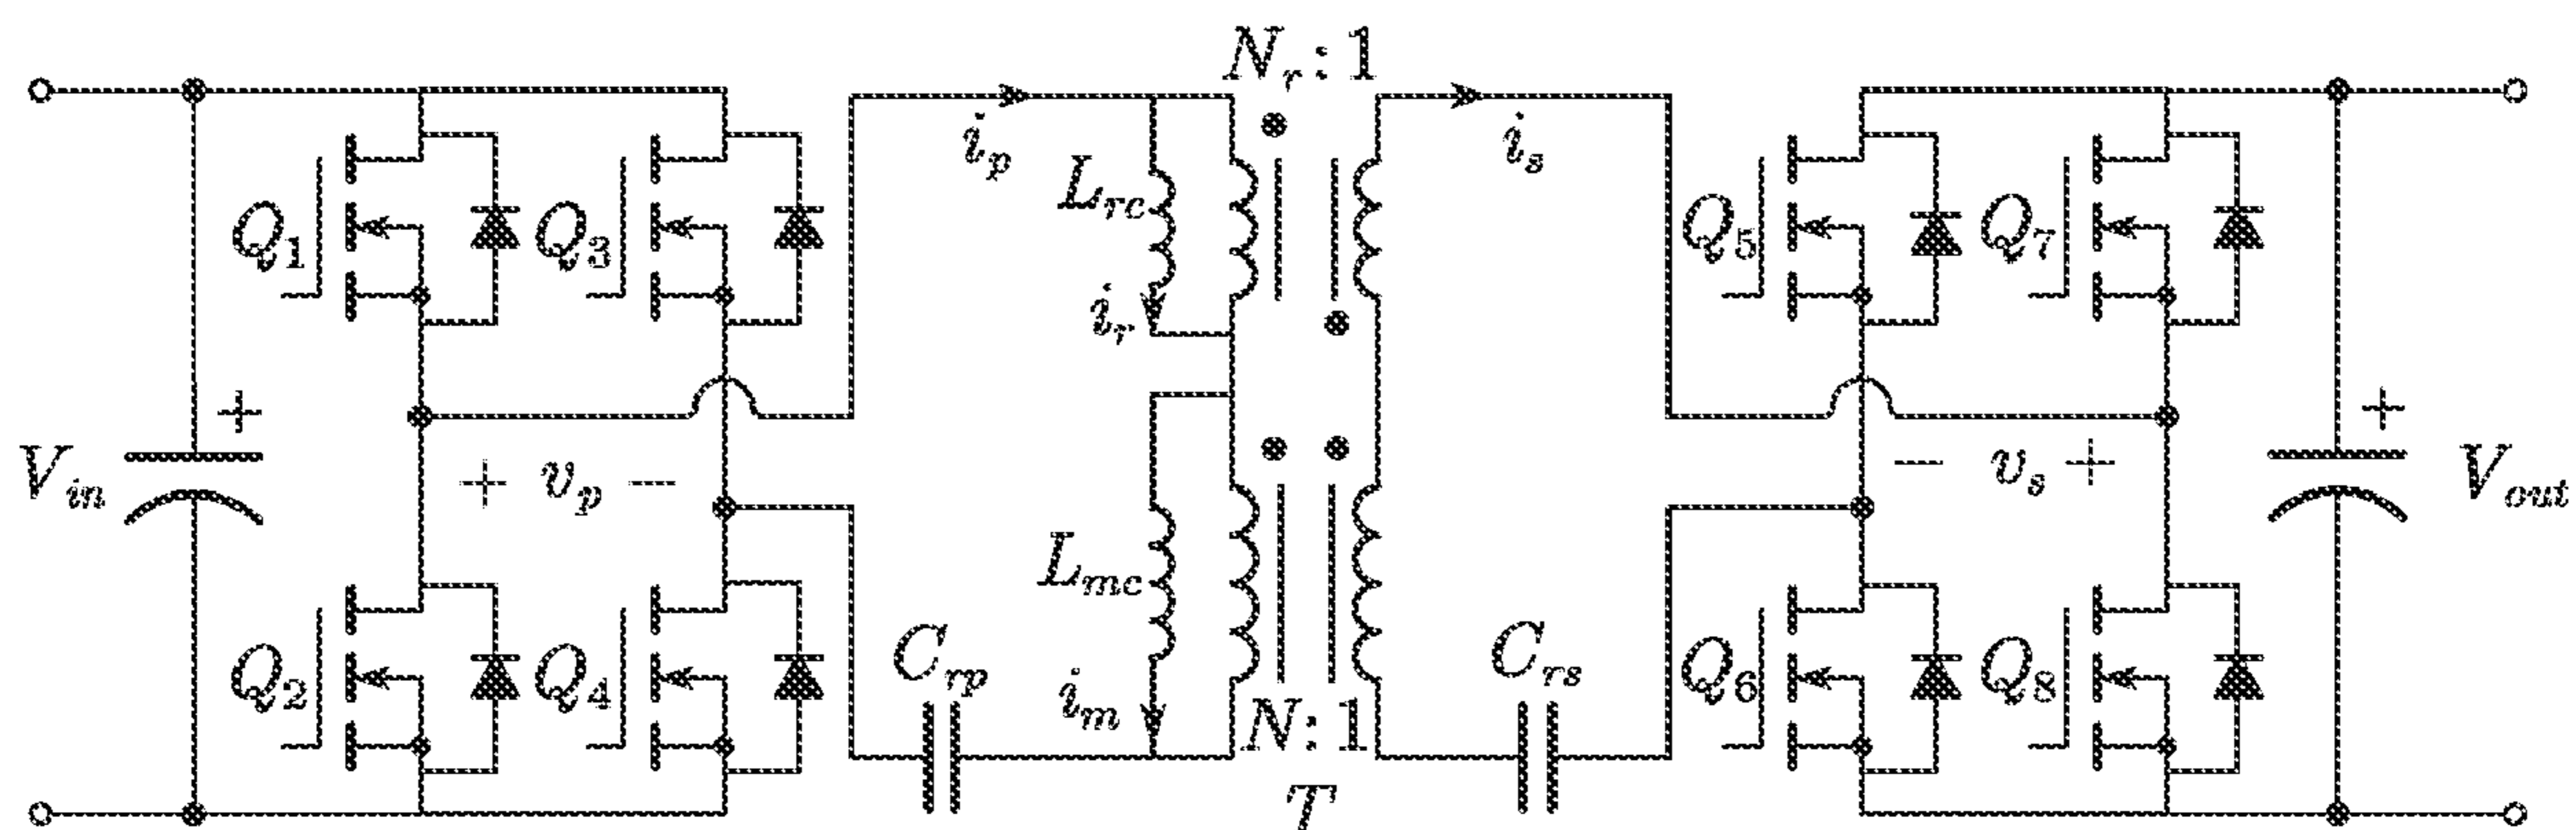 N_r : 1
i_p
i_s
L_rc
Q_1
Q_3
Q_5
Q_7
i_r
+
+
V_in
+ v_p −
− v_s +
V_out
L_mc
C_rp
C_rs
Q_2
Q_4
i_m
N : 1
Q_6
Q_8
T